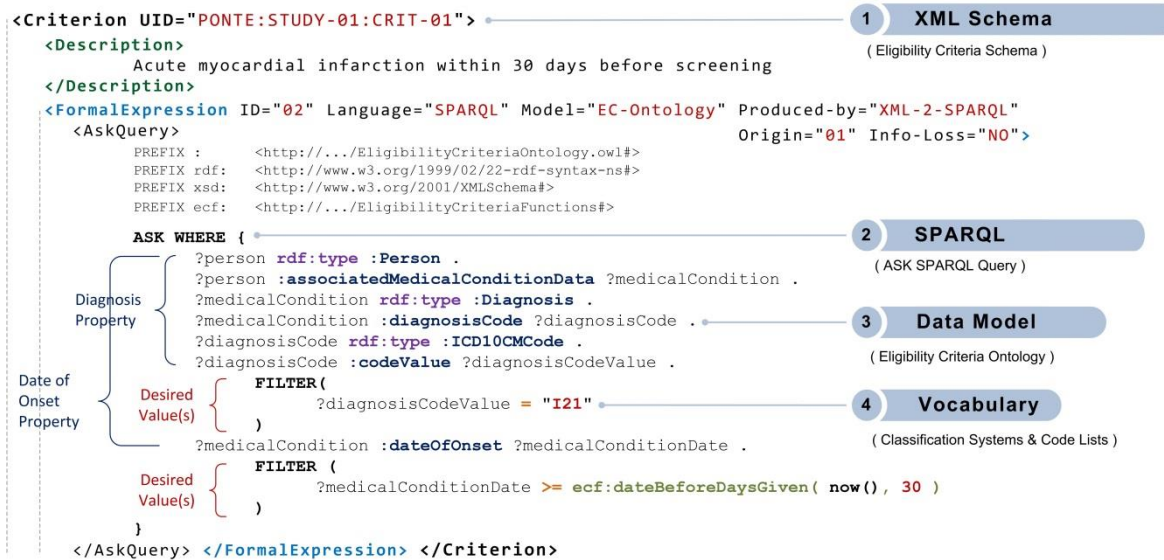 <Criterion UID="PONTE:STUDY-01:CRIT-01">
1 XML Schema
( Eligibility Criteria Schema )
<Description>
Acute myocardial infarction within 30 days before screening
</Description>
<FormalExpression ID="02" Language="SPARQL" Model="EC-Ontology" Produced-by="XML-2-SPARQL"
<AskQuery> Origin="01" Info-Loss="NO">
PREFIX : <http://.../EligibilityCriteriaOntology.owl#>
PREFIX rdf: <http://www.w3.org/1999/02/22-rdf-syntax-ns#>
PREFIX xsd: <http://www.w3.org/2001/XMLSchema#>
PREFIX ecf: <http://.../EligibilityCriteriaFunctions#>
ASK WHERE {
2 SPARQL
( ASK SPARQL Query )
?person rdf:type :Person .
?person :associatedMedicalConditionData ?medicalCondition .
Diagnosis
Property
?medicalCondition rdf:type :Diagnosis .
?medicalCondition :diagnosisCode ?diagnosisCode .
3 Data Model
( Eligibility Criteria Ontology )
?diagnosisCode rdf:type :ICD10CMCode .
?diagnosisCode :codeValue ?diagnosisCodeValue .
Date of
Onset
Property
Desired
Value(s)
FILTER(
?diagnosisCodeValue = "I21"
)
4 Vocabulary
( Classification Systems & Code Lists )
?medicalCondition :dateOfOnset ?medicalConditionDate .
Desired
Value(s)
FILTER (
?medicalConditionDate >= ecf:dateBeforeDaysGiven( now(), 30 )
)
}
</AskQuery> </FormalExpression> </Criterion>